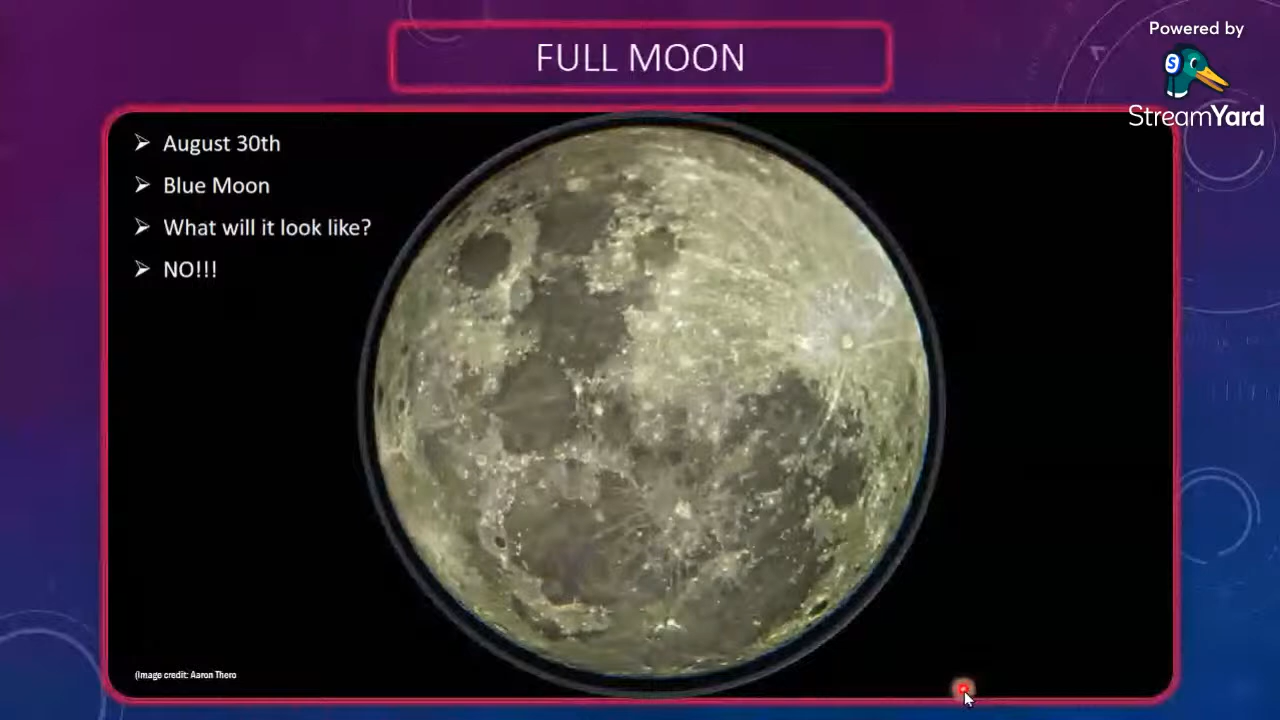 FULL MOON
Powered by
StreamYard
August 30th
Blue Moon
What will it look like?
NO!!!
(Image credit: Aaron Thero